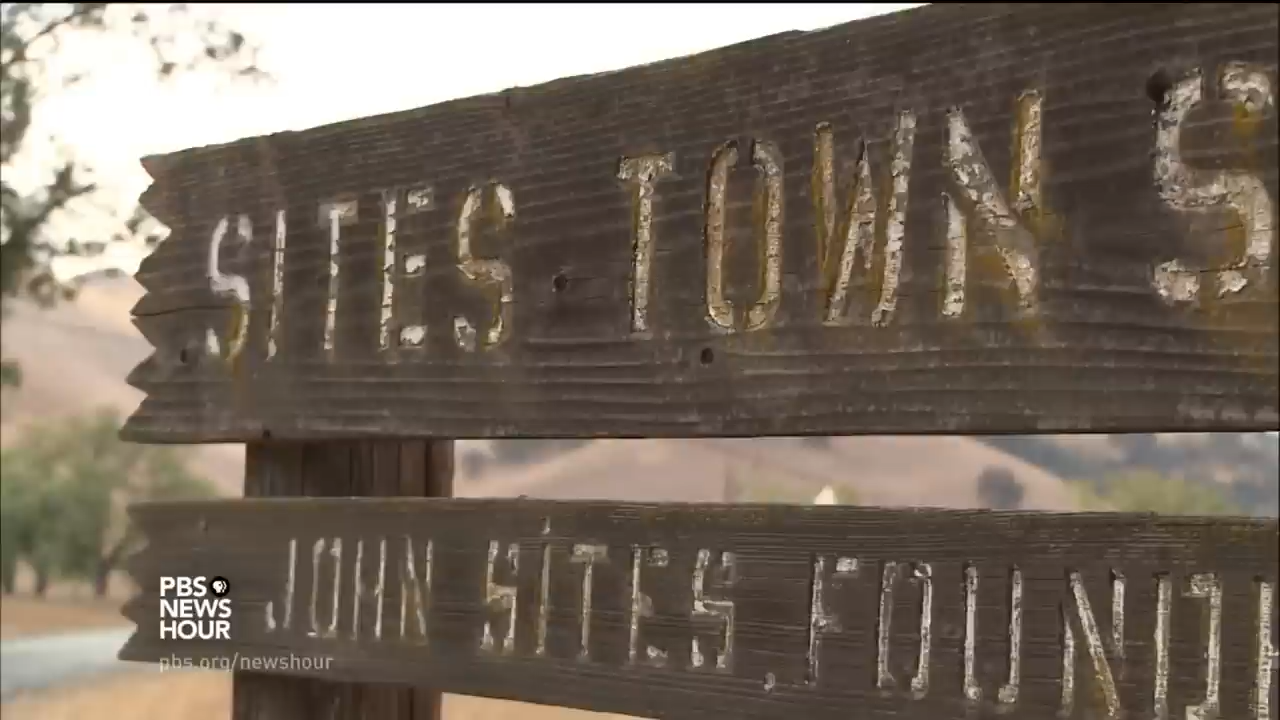 SITES TOWN S
JOHN SITES, FOUND
PBS
NEWS
HOUR
pbs.org/newshour